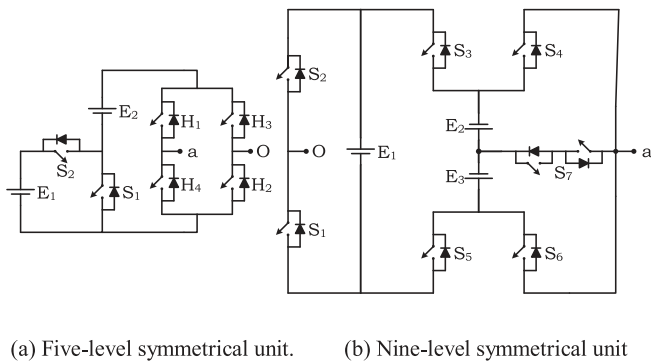 S₂
S₃
S₄
E₂
H₁
H₃
E₂
a
O
O
E₁
a
S₂
E₃
S₇
E₁
S₁
H₄
H₂
S₁
S₅
S₆
(a) Five-level symmetrical unit.
(b) Nine-level symmetrical unit